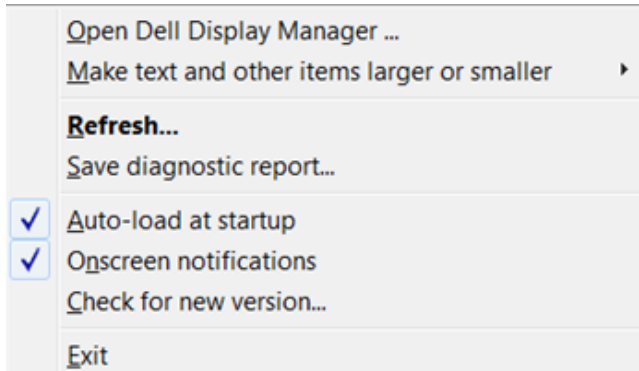 Open Dell Display Manager ...
Make text and other items larger or smaller
Refresh...
Save diagnostic report...
Auto-load at startup
Onscreen notifications
Check for new version...
Exit